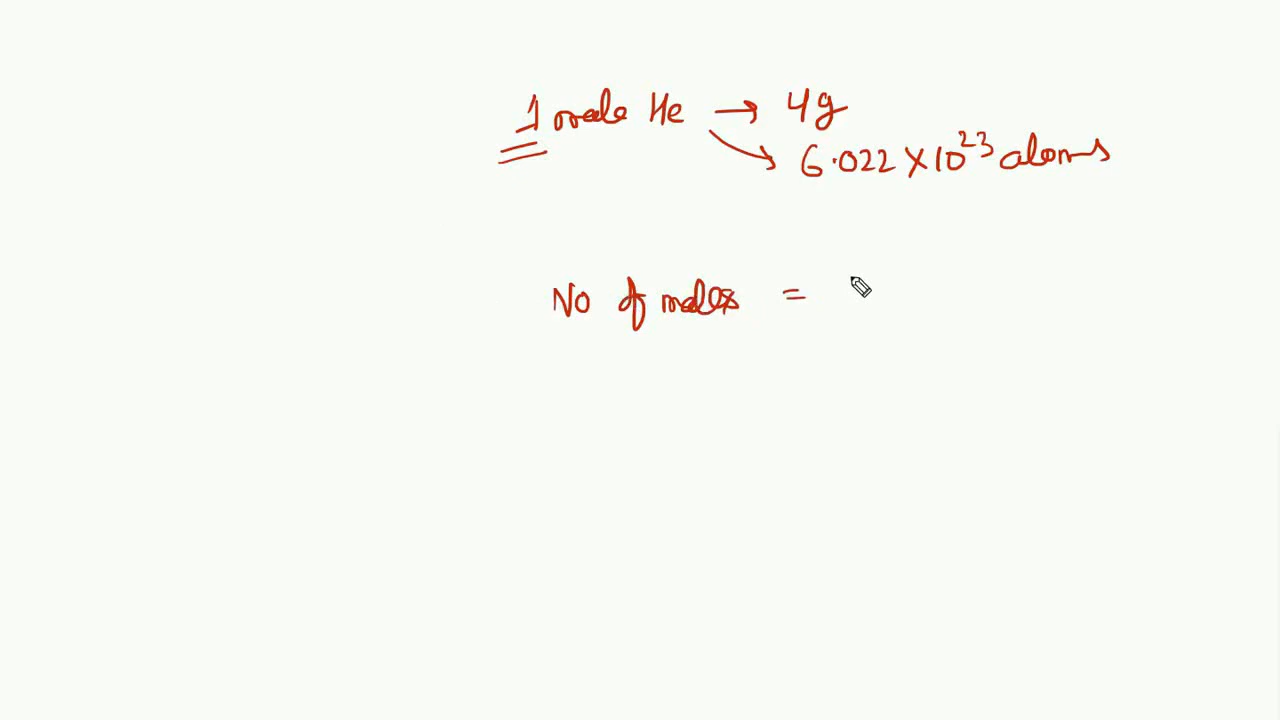 1 mole He → 4g
→ 6.022 × 10²³ atoms
No of moles =